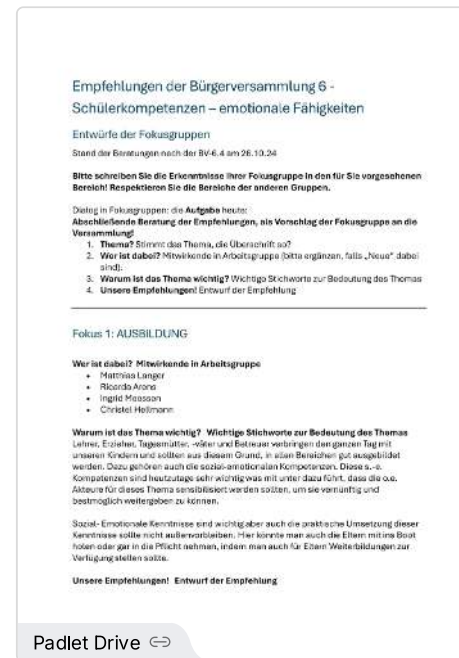 Empfehlungen der Bürgerversammlung 6 -
Schülerkompetenzen – emotionale Fähigkeiten
Entwürfe der Fokusgruppen
Stand der Beratungen nach der BV-6.4 am 26.10.24
Bitte schreiben Sie die Erkenntnisse Ihrer Fokusgruppe in den für Sie vorgesehenen
Bereich! Respektieren Sie die Bereiche der anderen Gruppen.
Dialog in Fokusgruppen: die Aufgabe heute:
Abschließende Beratung der Empfehlungen, als Vorschlag der Fokusgruppe an die
Versammlung!
1. Thema? Stimmt das Thema, die Überschrift so?
2. Wer ist dabei? Mitwirkende in Arbeitsgruppe (bitte ergänzen, falls „Neue“ dabei
sind).
3. Warum ist das Thema wichtig? Wichtige Stichworte zur Bedeutung des Themas
4. Unsere Empfehlungen! Entwurf der Empfehlung
Fokus 1: AUSBILDUNG
Wer ist dabei? Mitwirkende in Arbeitsgruppe
• Matthias Langer
• Ricarda Arens
• Ingrid
• Christel Hellmann
Warum ist das Thema wichtig? Wichtige Stichworte zur Bedeutung des Themas
Lehrer, Erzieher, Tagesmütter, -väter und Betreuer verbringen den ganzen Tag mit
unseren Kindern und sollten aus diesem Grund, in allen Bereichen gut ausgebildet
werden. Dazu gehören auch die sozial-emotionalen Kompetenzen. Diese s.-e.
Kompetenzen sind heutzutage sehr wichtig was mit unter dazu führt, dass die o.e.
Akteure für dieses Thema sensibilisiert werden sollten, um sie vernünftig und
bestmöglich weitergeben zu können.
Sozial- Emotionale Kenntnisse sind wichtig aber auch die praktische Umsetzung dieser
Kenntnisse sollte nicht außenvorbleiben. Hier könnte man auch die Eltern mit ins Boot
holen oder gar in die Pflicht nehmen, indem man auch für Eltern Weiterbildungen zur
Verfügung stellen sollte.
Unsere Empfehlungen! Entwurf der Empfehlung
Padlet Drive